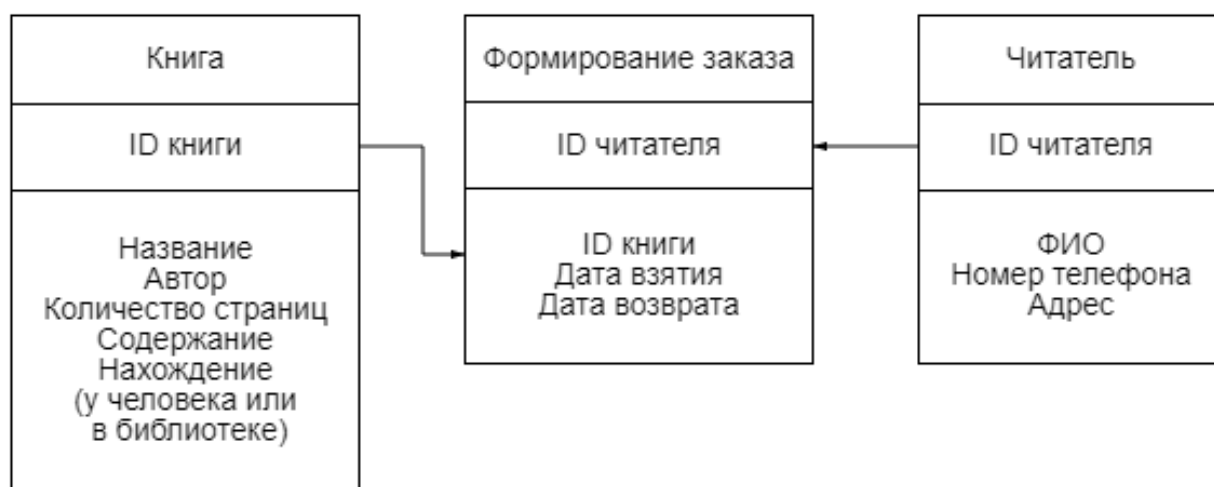 Книга
ID книги
Название
Автор
Количество страниц
Содержание
Нахождение
(у человека или
в библиотеке)
Формирование заказа
ID читателя
ID книги
Дата взятия
Дата возврата
Читатель
ID читателя
ФИО
Номер телефона
Адрес